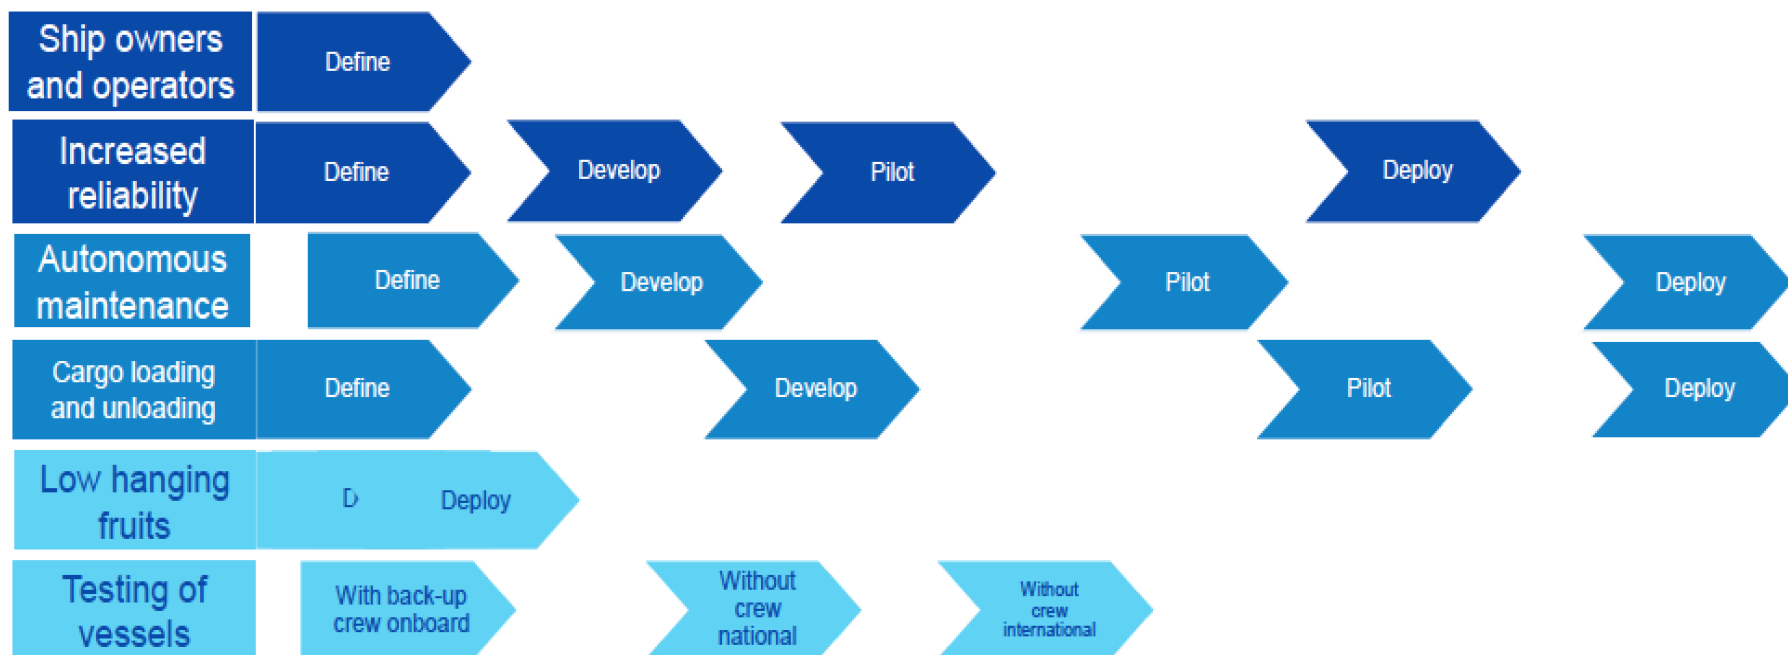 Ship owners
and operators
Define
Increased
reliability
Define
Develop
Pilot
Deploy
Autonomous
maintenance
Define
Develop
Pilot
Deploy
Cargo loading
and unloading
Define
Develop
Pilot
Deploy
Low hanging
fruits
D
Deploy
Testing of
vessels
With back-up
crew onboard
Without
crew
national
Without
crew
international